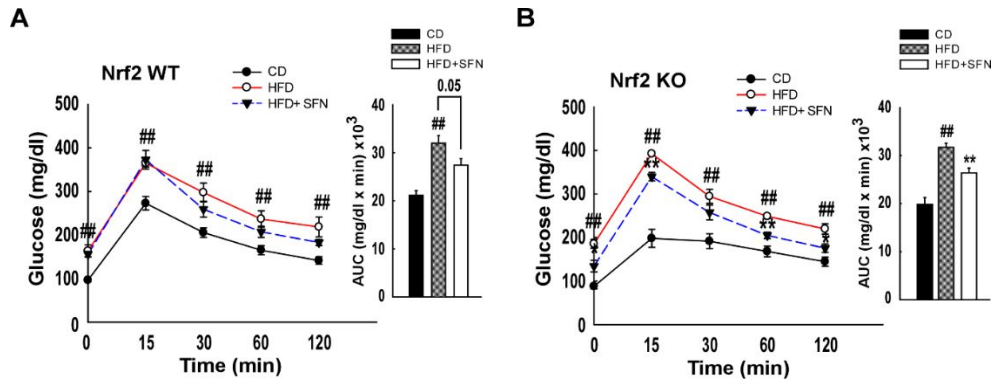 A
Nrf2 WT
CD
HFD
HFD+ SFN
CD
HFD
HFD+SFN
Glucose (mg/dl)
500
400
300
200
100
0
##
##
##
##
##
0
15
30
60
120
Time (min)
AUC (mg/dl x min) x10³
40
30
20
10
0
##
0.05
B
Nrf2 KO
CD
HFD
HFD+ SFN
CD
HFD
HFD+SFN
Glucose (mg/dl)
500
400
300
200
100
0
##
*
##
**
##
##
**
##
*
0
15
30
60
120
Time (min)
AUC (mg/dl x min) x10³
40
30
20
10
0
##
**